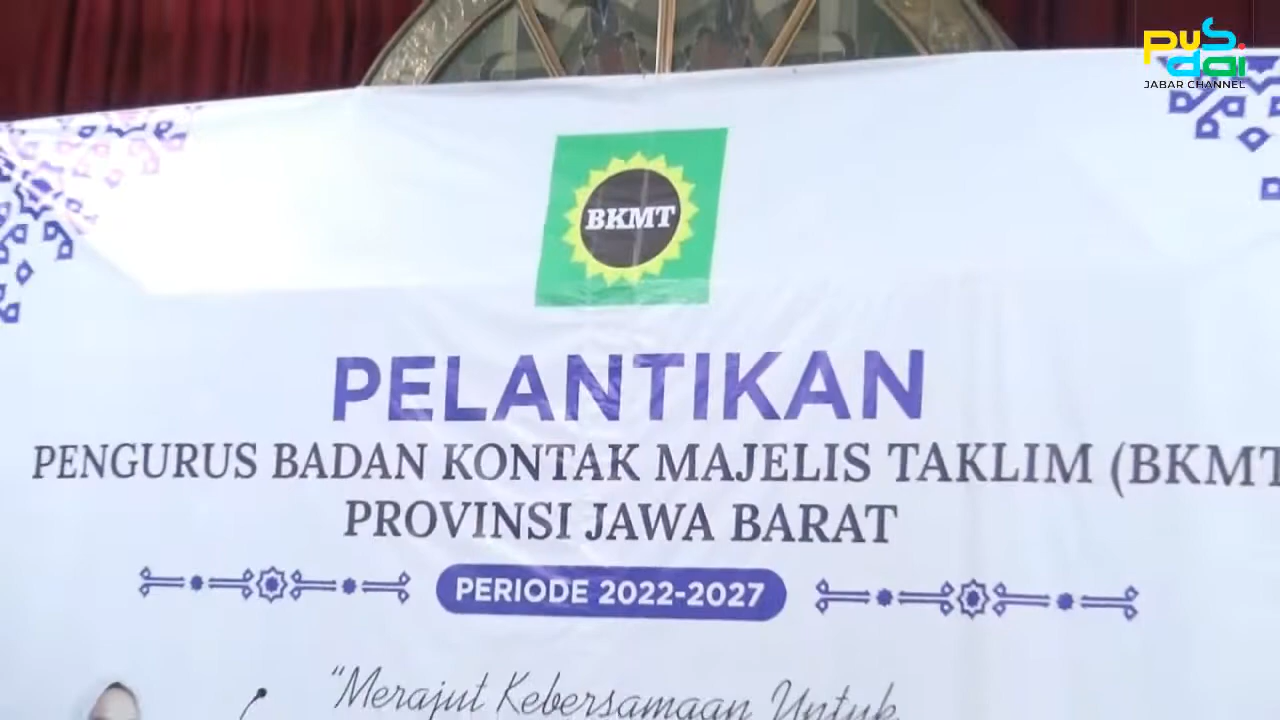 PUSDAI
JABAR CHANNEL
BKMT
PELANTIKAN
PENGURUS BADAN KONTAK MAJELIS TAKLIM (BKMT
PROVINSI JAWA BARAT
PERIODE 2022-2027
"Merajut Kebersamaan Untuk